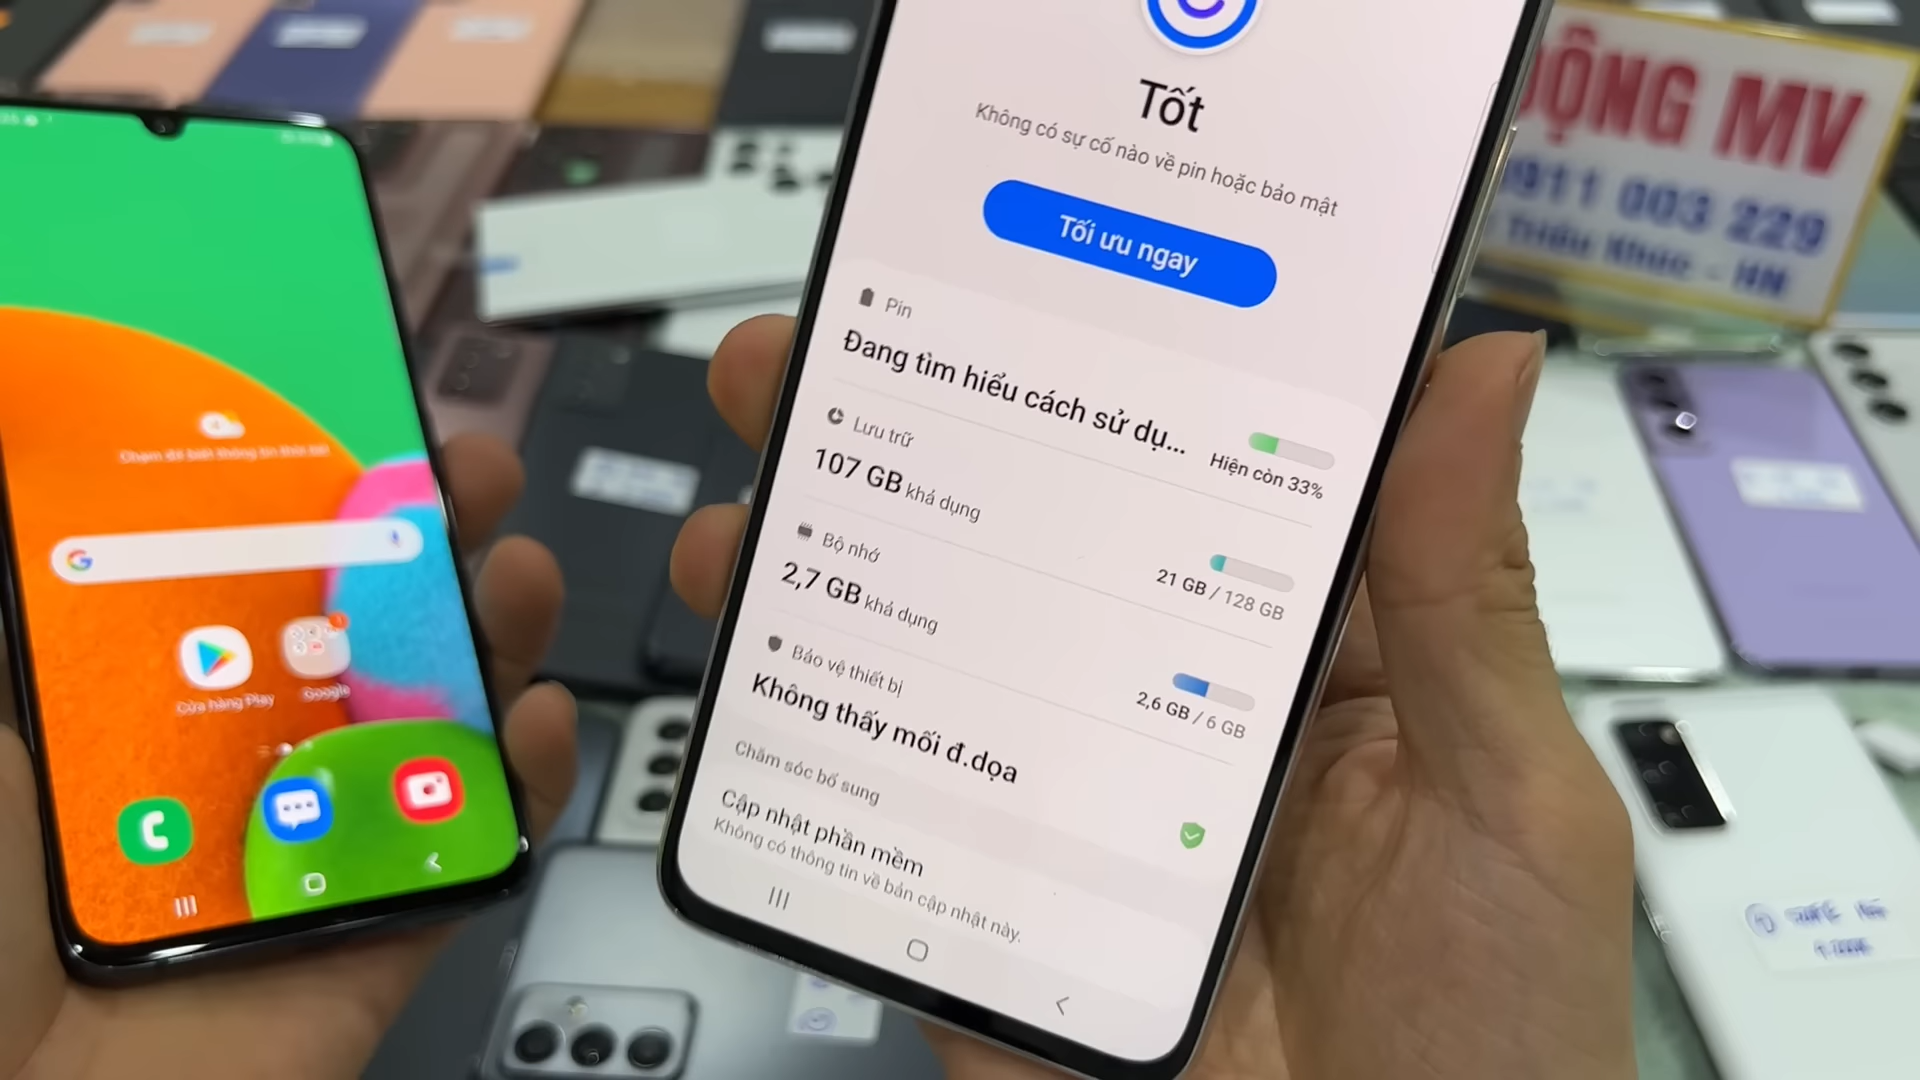 Tốt
Không có sự cố nào về pin hoặc bảo mật
Tối ưu ngay
Pin
Đang tìm hiểu cách sử dụ...
Hiện còn 33%
Lưu trữ
107 GB khả dụng
21 GB / 128 GB
Bộ nhớ
2,7 GB khả dụng
2,6 GB / 6 GB
Bảo vệ thiết bị
Không thấy mối đ.dọa
Chăm sóc bổ sung
Cập nhật phần mềm
Không có thông tin về bản cập nhật này.
Cửa hàng Play
Google
ỘNG MV
0911 003 229
Triều Khúc - HN